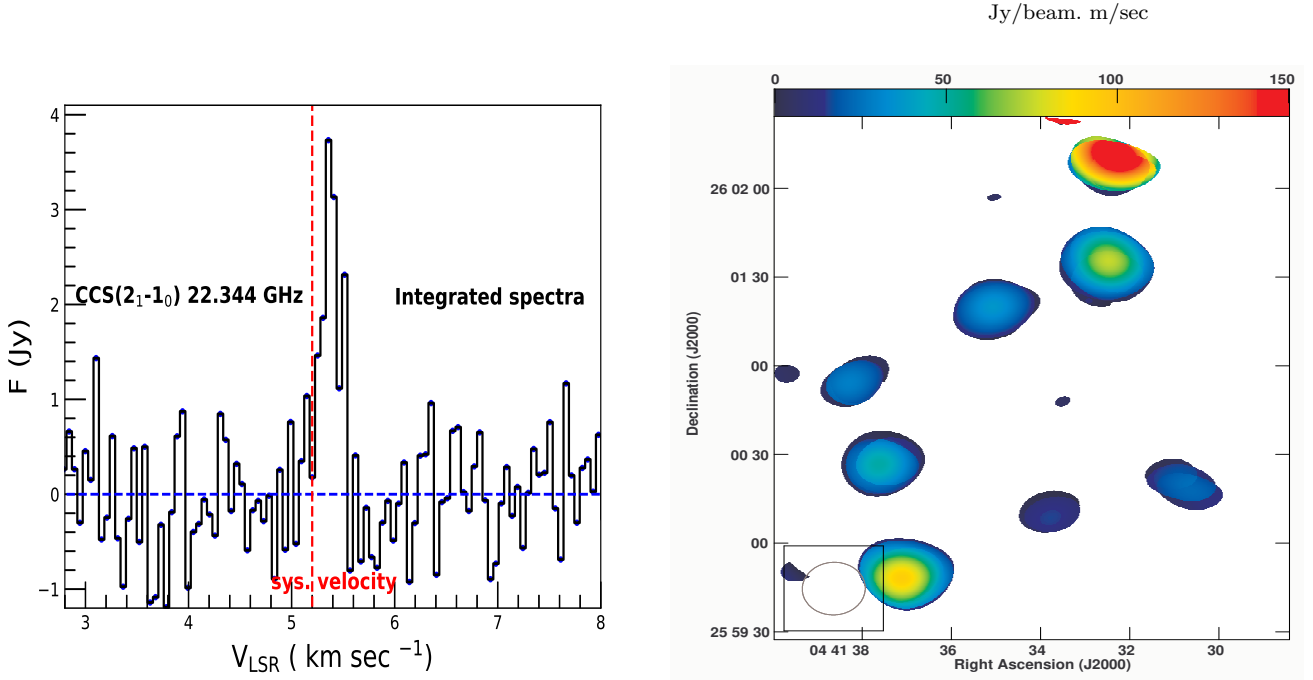 Jy/beam. m/sec
4
3
2
1
0
−1
F (Jy)
CCS(2₁-1₀) 22.344 GHz
Integrated spectra
sys. velocity
3 4 5 6 7 8
V_LSR ( km sec ⁻¹)
0 50 100 150
26 02 00
01 30
00
00 30
00
25 59 30
Declination (J2000)
04 41 38 36 34 32 30
Right Ascension (J2000)